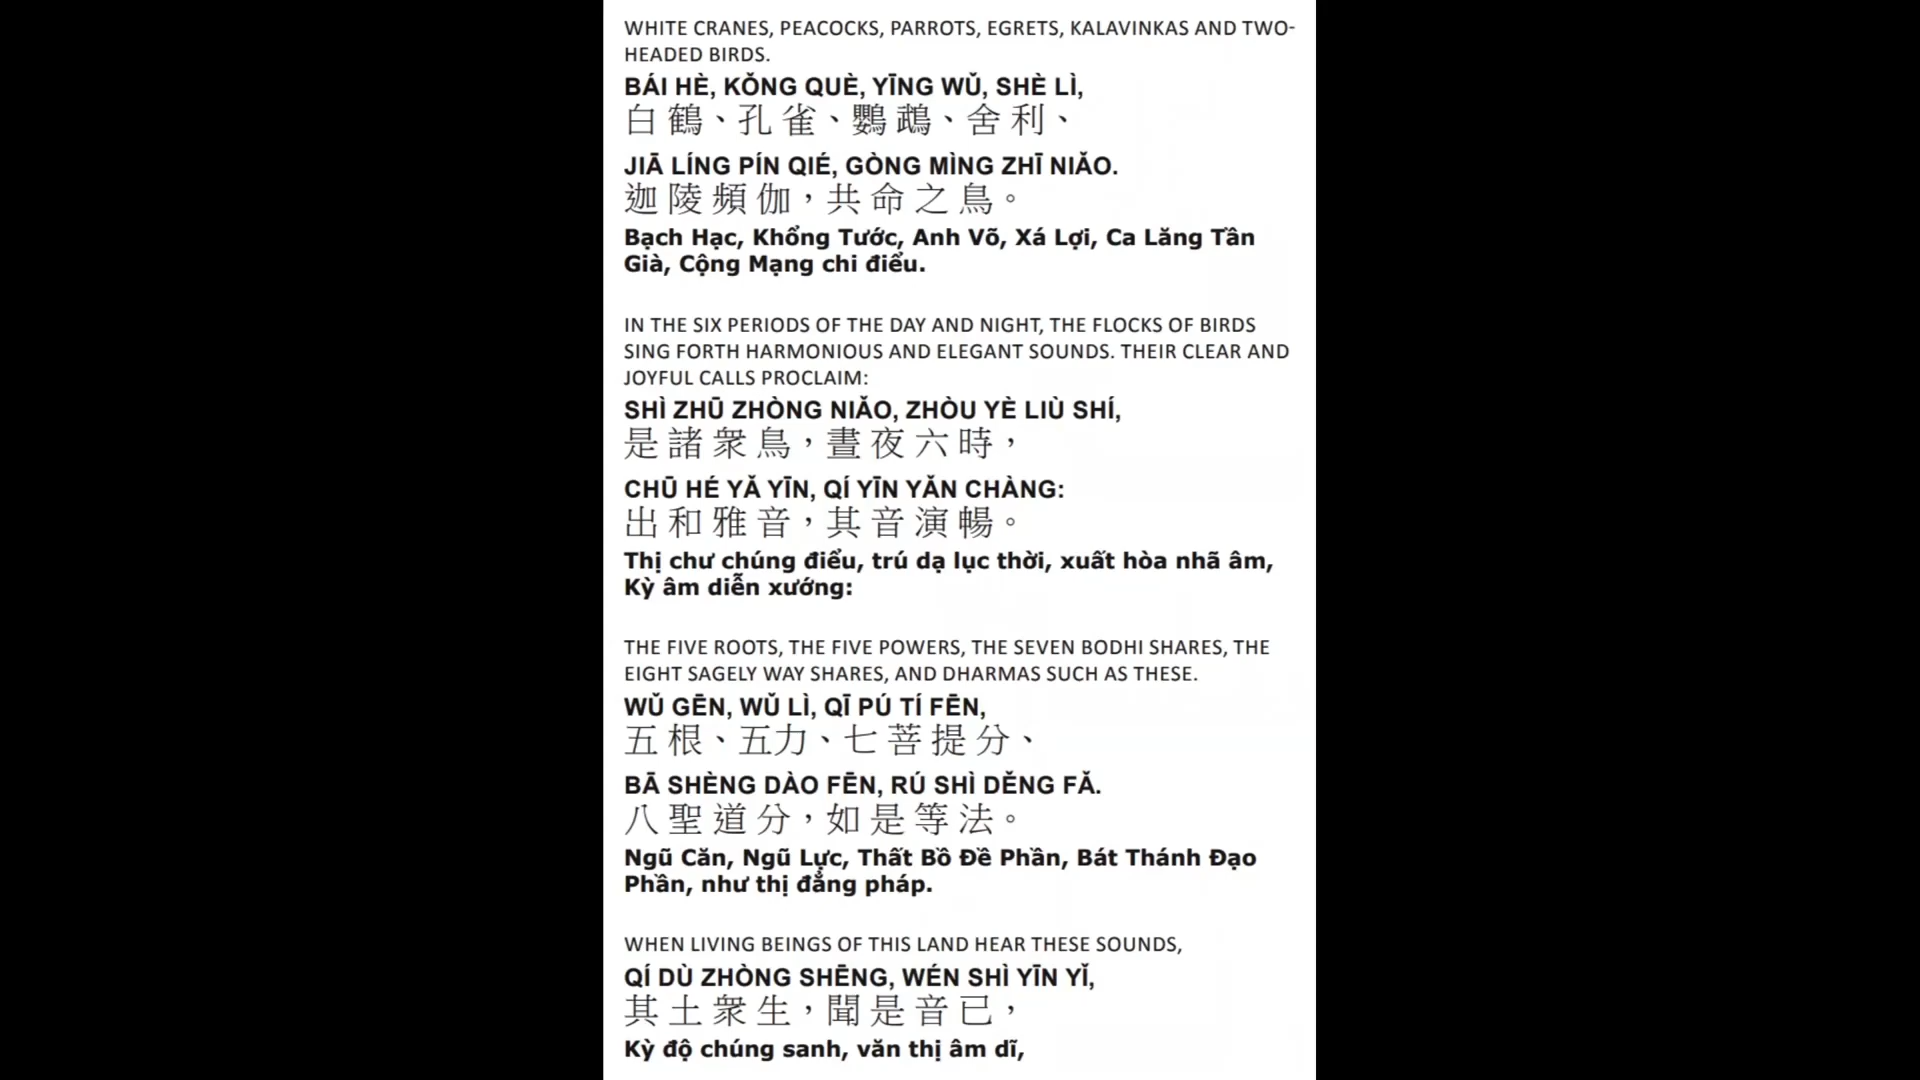 WHITE CRANES, PEACOCKS, PARROTS, EGRETS, KALAVINKAS AND TWO-
HEADED BIRDS.
BÁI HÈ, KǑNG QUÈ, YĪNG WǓ, SHÈ LÌ,
白鶴、孔雀、鸚鵡、舍利、
JIĀ LÍNG PÍN QIÉ, GÒNG MÌNG ZHĪ NIǍO.
迦陵頻伽，共命之鳥。
Bạch Hạc, Khổng Tước, Anh Võ, Xá Lợi, Ca Lăng Tần
Già, Cộng Mạng chi điểu.
IN THE SIX PERIODS OF THE DAY AND NIGHT, THE FLOCKS OF BIRDS
SING FORTH HARMONIOUS AND ELEGANT SOUNDS. THEIR CLEAR AND
JOYFUL CALLS PROCLAIM:
SHÌ ZHŪ ZHÒNG NIǍO, ZHÒU YÈ LIÙ SHÍ,
是諸衆鳥，晝夜六時，
CHŪ HÉ YǍ YĪN, QÍ YĪN YǍN CHÀNG:
出和雅音，其音演暢。
Thị chư chúng điểu, trú dạ lục thời, xuất hòa nhã âm,
Kỳ âm diễn xướng:
THE FIVE ROOTS, THE FIVE POWERS, THE SEVEN BODHI SHARES, THE
EIGHT SAGELY WAY SHARES, AND DHARMAS SUCH AS THESE.
WǓ GĒN, WǓ LÌ, QĪ PÚ TÍ FĒN,
五根、五力、七菩提分、
BĀ SHÈNG DÀO FĒN, RÚ SHÌ DĚNG FǍ.
八聖道分，如是等法。
Ngũ Căn, Ngũ Lực, Thất Bồ Đề Phần, Bát Thánh Đạo
Phần, như thị đẳng pháp.
WHEN LIVING BEINGS OF THIS LAND HEAR THESE SOUNDS,
QÍ DÙ ZHÒNG SHĒNG, WÉN SHÌ YĪN YǏ,
其土衆生，聞是音已，
Kỳ độ chúng sanh, văn thị âm dĩ,